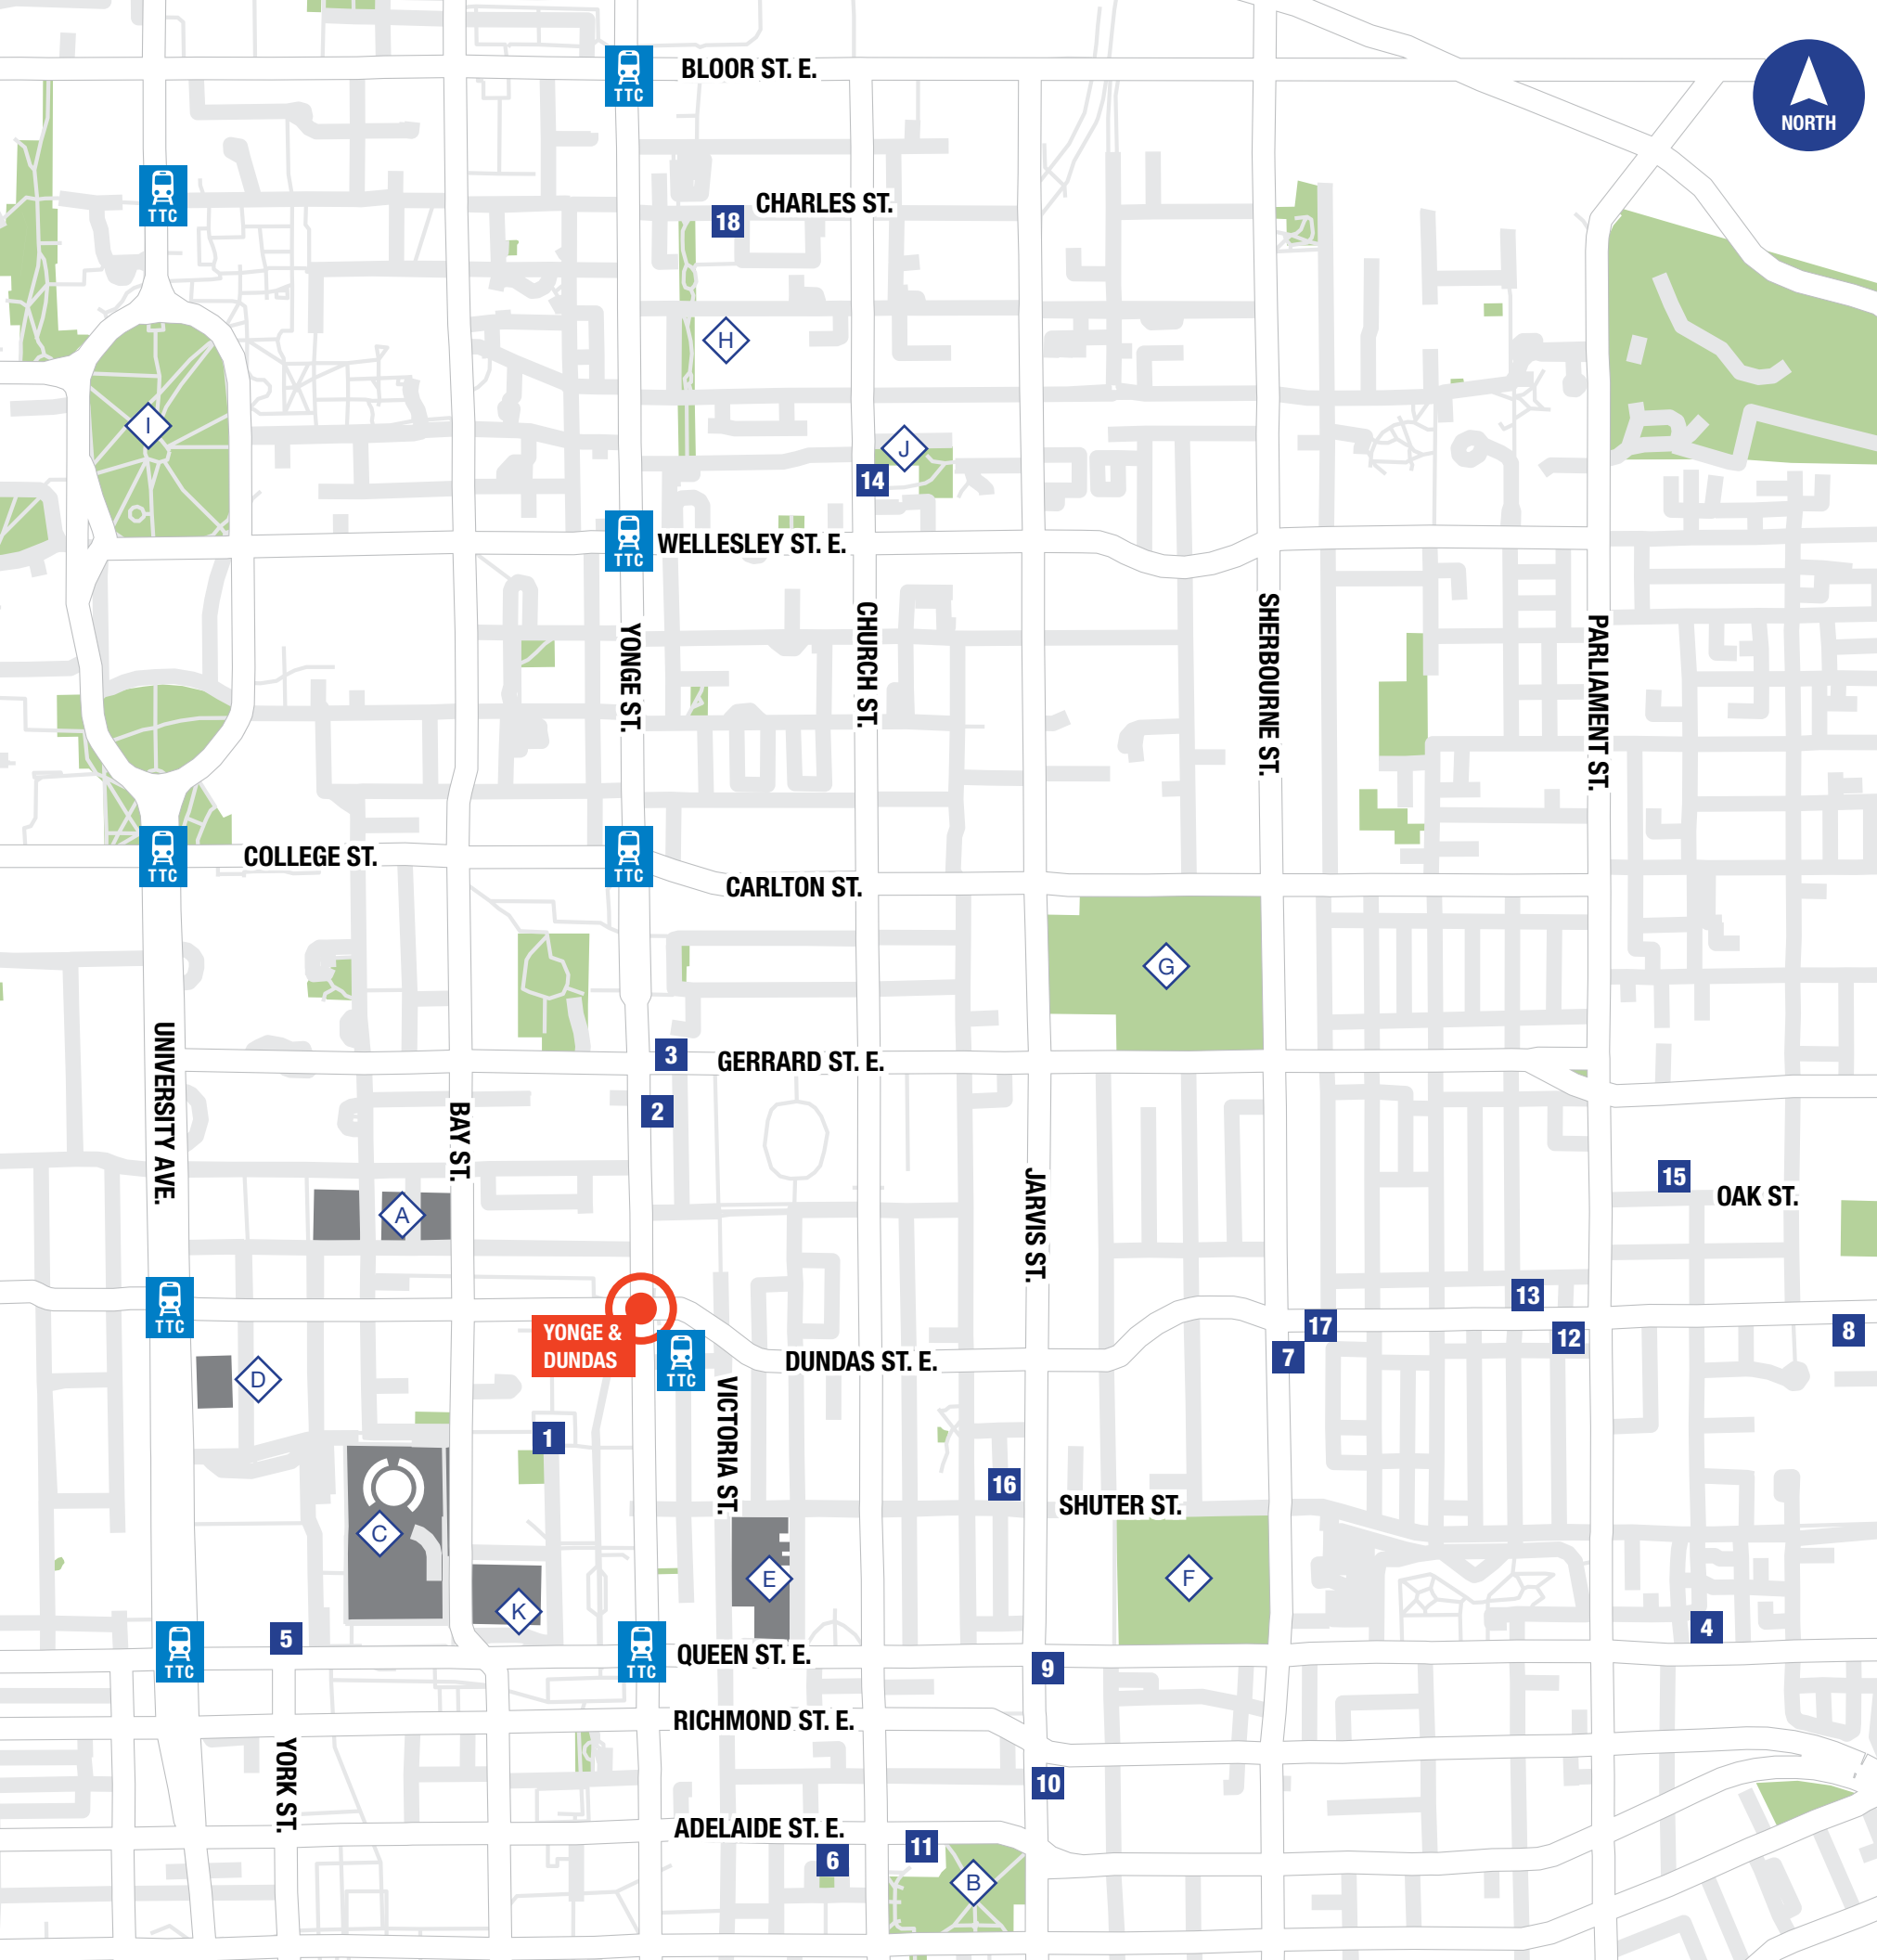 TTC
BLOOR ST. E.
NORTH
TTC
18
CHARLES ST.
H
I
J
14
TTC
WELLESLEY ST. E.
YONGE ST.
CHURCH ST.
SHERBOURNE ST.
PARLIAMENT ST.
TTC
COLLEGE ST.
TTC
CARLTON ST.
G
UNIVERSITY AVE.
3
GERRARD ST. E.
2
BAY ST.
JARVIS ST.
15
OAK ST.
A
TTC
YONGE &
DUNDAS
TTC
DUNDAS ST. E.
13
17
12
8
7
D
VICTORIA ST.
1
16
SHUTER ST.
C
E
F
K
5
4
TTC
TTC
QUEEN ST. E.
9
RICHMOND ST. E.
YORK ST.
10
ADELAIDE ST. E.
6
11
B